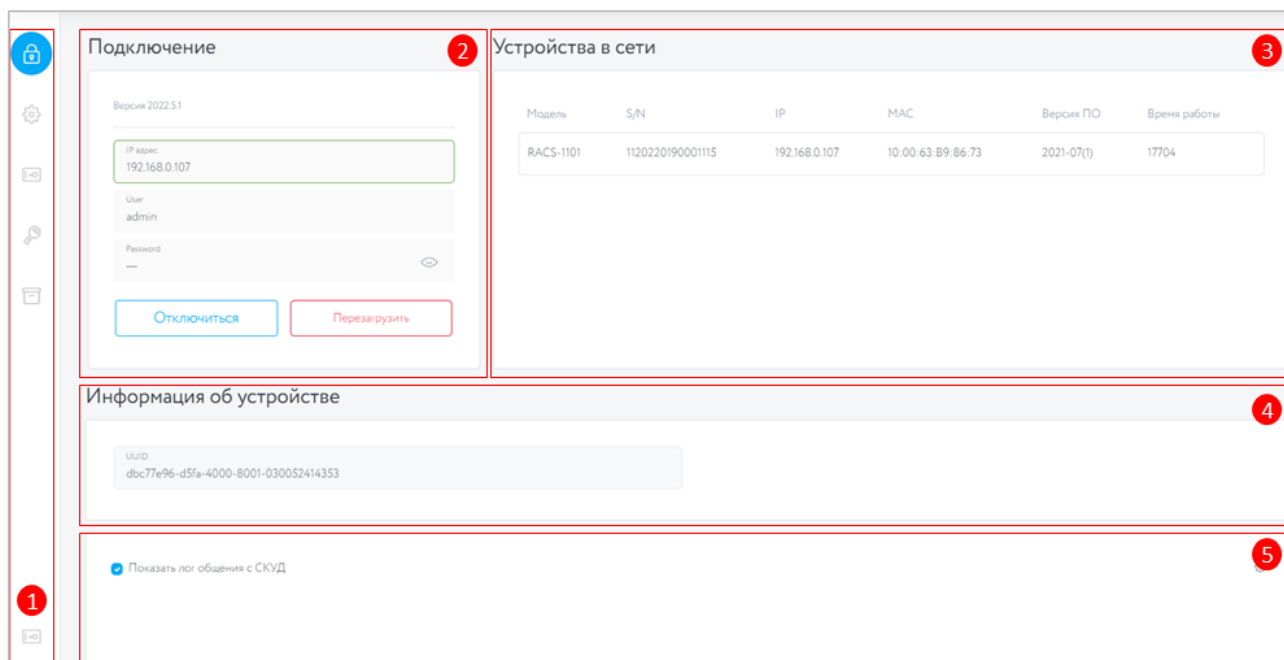 Подключение
2
Версия 2022.5.1
IP адрес
192.168.0.107
User
admin
Password
Отключиться
Перезагрузить
Устройства в сети
3
Модель S/N IP MAC Версия ПО Время работы
RACS-1101 1120220190001115 192.168.0.107 10:00:63:B9:86:73 2021-07(1) 17704
Информация об устройстве
4
UUID
dbc77e96-d5fa-4000-8001-030052414353
5
Показать лог общения с СКУД
1